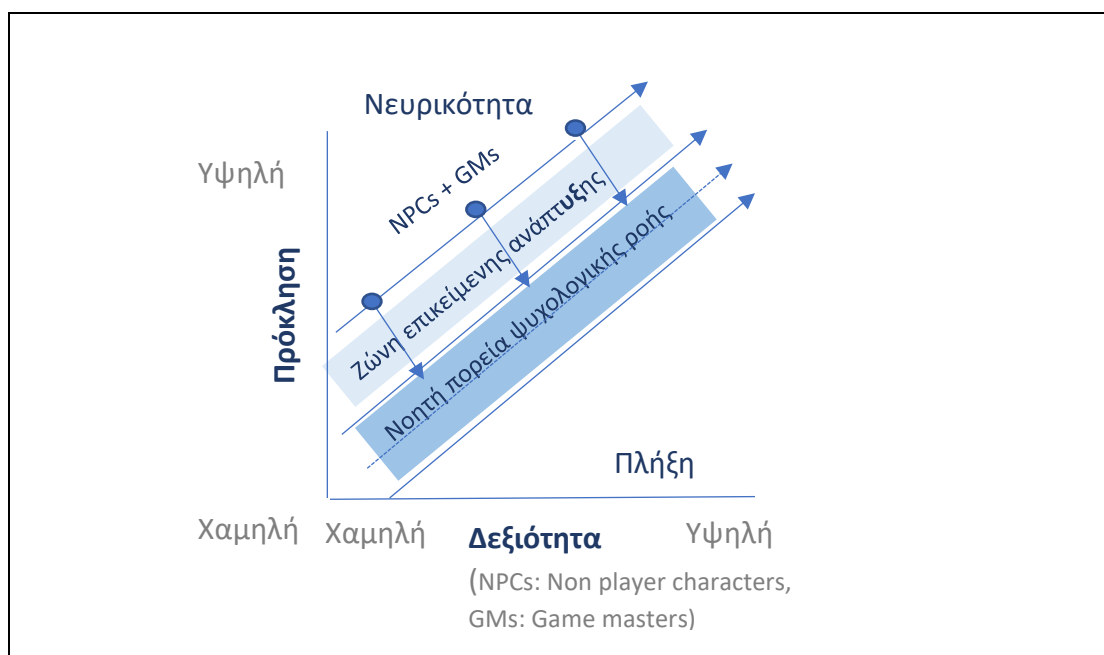 Νευρικότητα
Υψηλή
NPCs + GMs
Ζώνη επικείμενης ανάπτυξης
Πρόκληση
Νοητή πορεία ψυχολογικής ροής
Πλήξη
Χαμηλή
Χαμηλή
Δεξιότητα
Υψηλή
(NPCs: Non player characters,
GMs: Game masters)